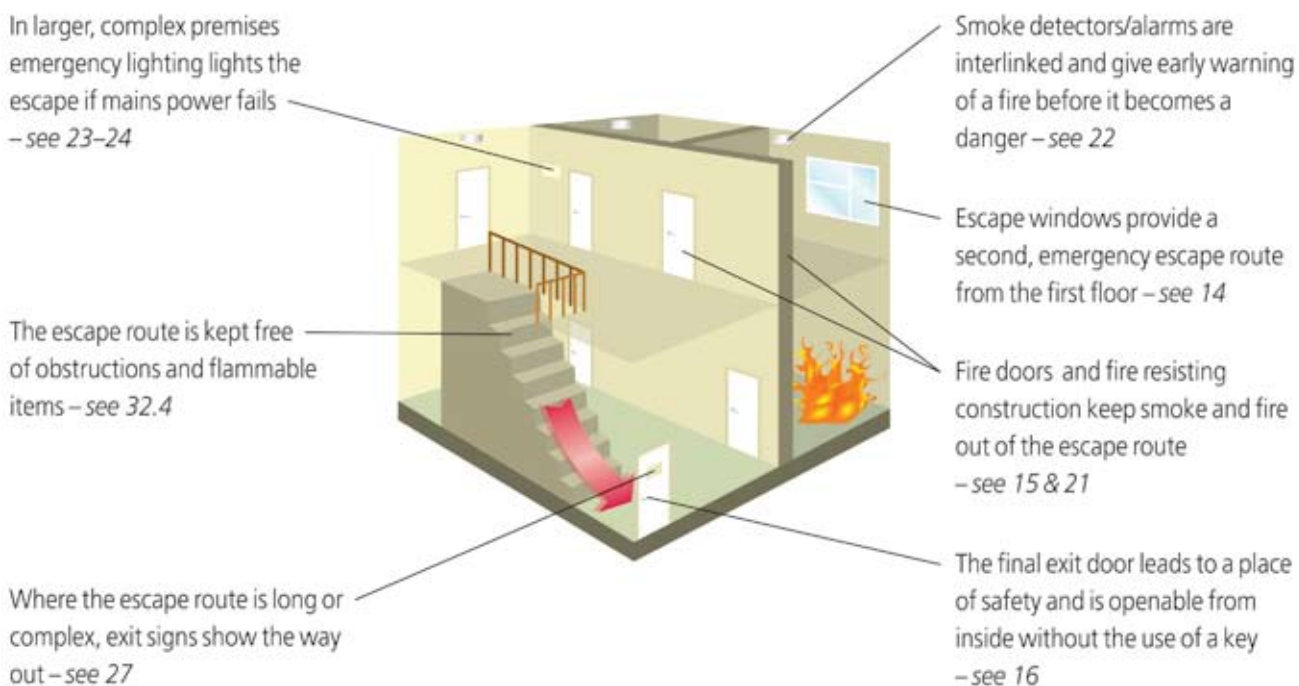 In larger, complex premises
emergency lighting lights the
escape if mains power fails
– see 23–24
The escape route is kept free
of obstructions and flammable
items – see 32.4
Where the escape route is long or
complex, exit signs show the way
out – see 27
Smoke detectors/alarms are
interlinked and give early warning
of a fire before it becomes a
danger – see 22
Escape windows provide a
second, emergency escape route
from the first floor – see 14
Fire doors and fire resisting
construction keep smoke and fire
out of the escape route
– see 15 & 21
The final exit door leads to a place
of safety and is openable from
inside without the use of a key
– see 16